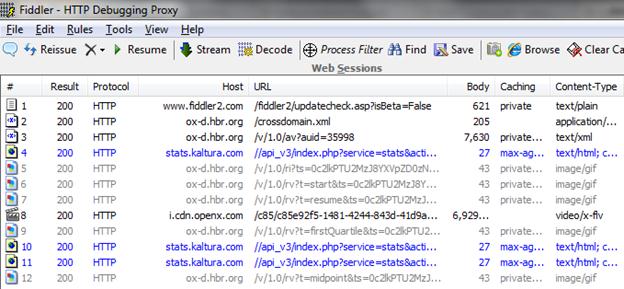 Fiddler - HTTP Debugging Proxy
File Edit Rules Tools View Help
Reissue Resume Stream Decode Process Filter Find Save Browse Clear Ca
Web Sessions
# Result Protocol Host URL Body Caching Content-Type
1 200 HTTP www.fiddler2.com /fiddler2/updatecheck.asp?isBeta=False 621 private text/plain
2 200 HTTP ox-d.hbr.org /crossdomain.xml 205 application/...
3 200 HTTP ox-d.hbr.org /v/1.0/av?auid=35998 7,630 private... text/xml
4 200 HTTP stats.kaltura.com //api_v3/index.php?service=stats&acti... 27 max-ag... text/html; c...
5 200 HTTP ox-d.hbr.org /v/1.0/ri?ts=0c2lkPTU2MzJ8YXVpZD0zN... 43 private... image/gif
6 200 HTTP ox-d.hbr.org /v/1.0/rv?t=start&ts=0c2lkPTU2MzJ8Y... 43 private... image/gif
7 200 HTTP ox-d.hbr.org /v/1.0/rv?t=resume&ts=0c2lkPTU2MzJ... 43 private... image/gif
8 200 HTTP i.cdn.openx.com /c85/c85e92f5-1481-4244-843d-41d9a... 6,929... video/x-flv
9 200 HTTP ox-d.hbr.org /v/1.0/rv?t=firstQuartile&ts=0c2lkPTU... 43 private... image/gif
10 200 HTTP stats.kaltura.com //api_v3/index.php?service=stats&acti... 27 max-ag... text/html; c...
11 200 HTTP stats.kaltura.com //api_v3/index.php?service=stats&acti... 27 max-ag... text/html; c...
12 200 HTTP ox-d.hbr.org /v/1.0/rv?t=midpoint&ts=0c2lkPTU2MzJ... 43 private... image/gif